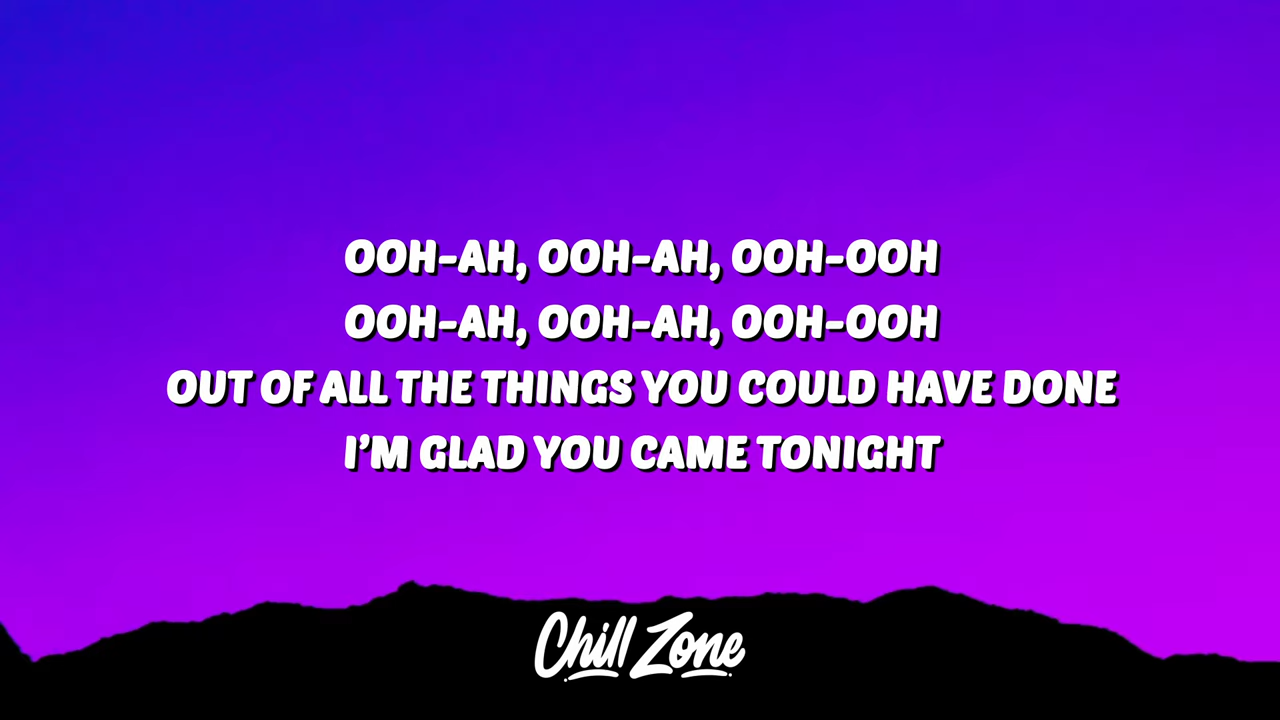 OOH-AH, OOH-AH, OOH-OOH
OOH-AH, OOH-AH, OOH-OOH
OUT OF ALL THE THINGS YOU COULD HAVE DONE
I'M GLAD YOU CAME TONIGHT
Chill Zone